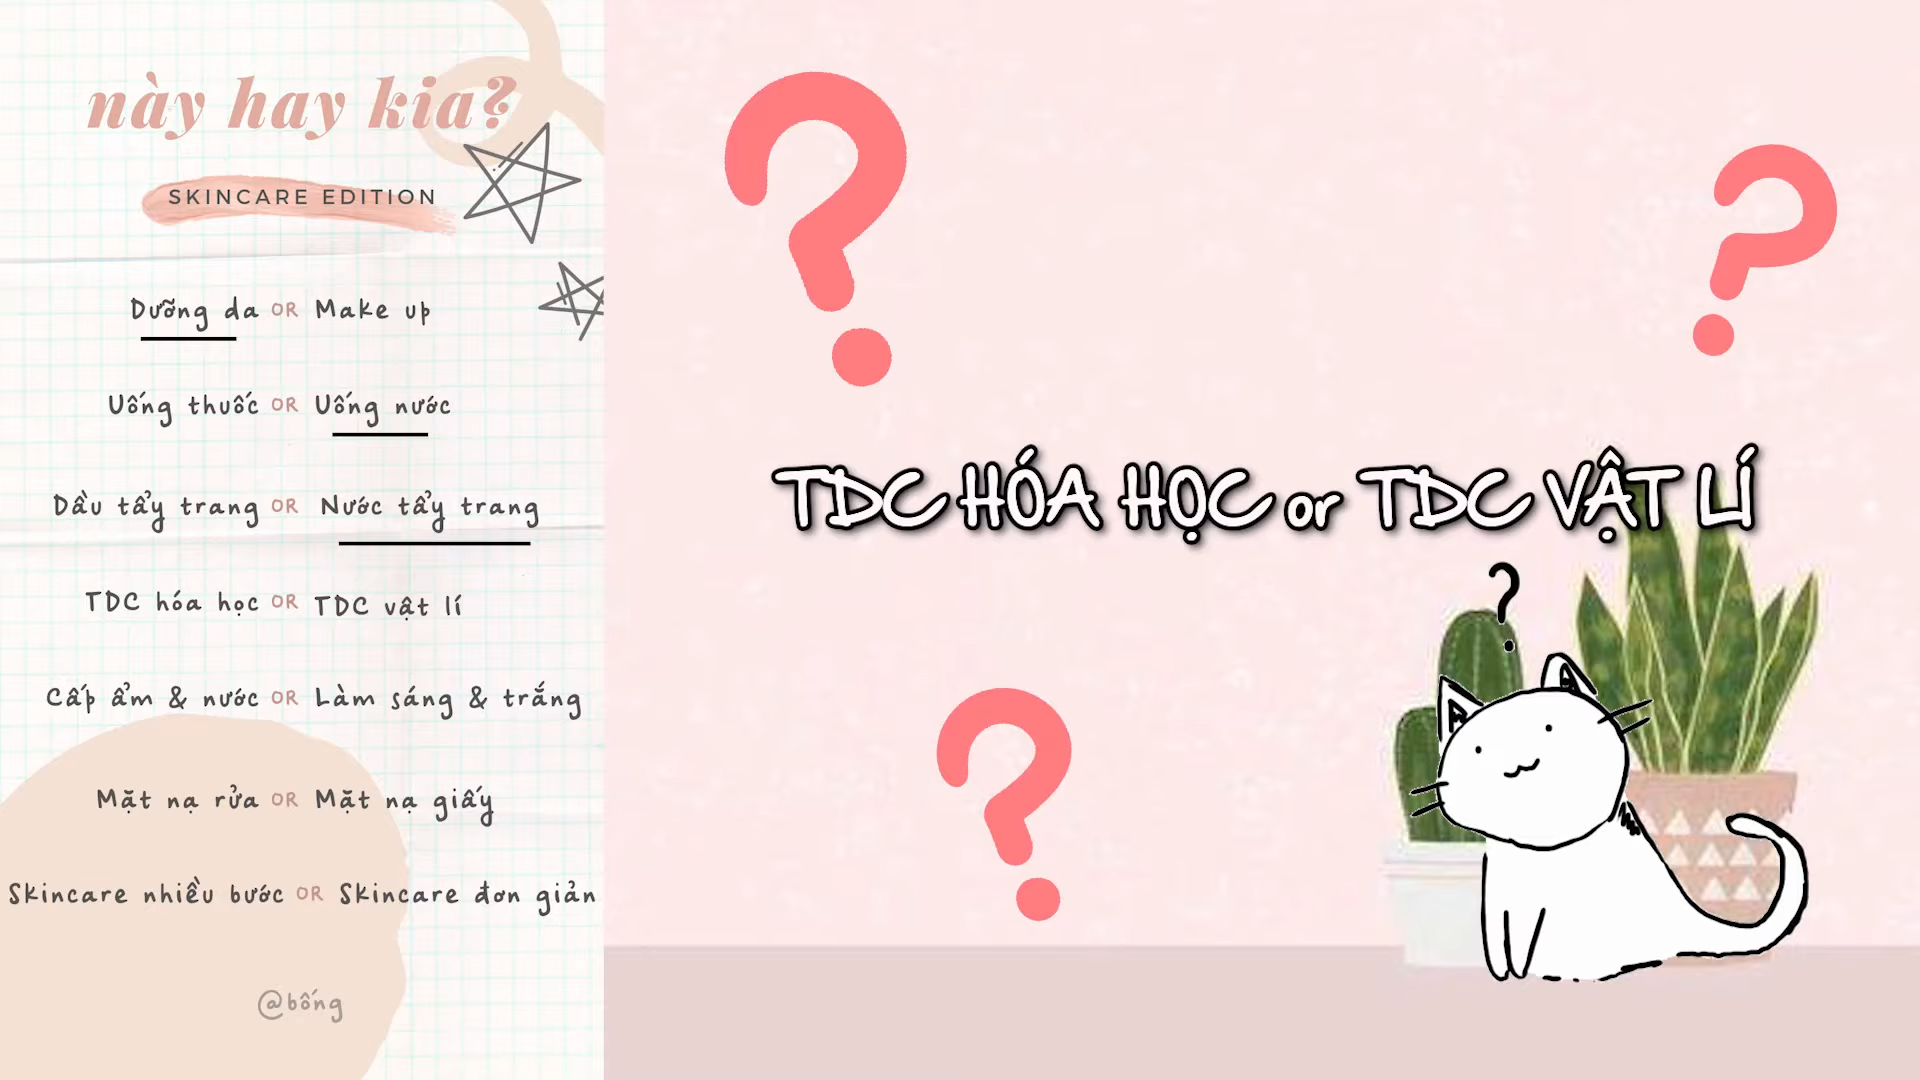 này hay kia?
SKINCARE EDITION
Dưỡng da OR Make up
Uống thuốc OR Uống nước
Dầu tẩy trang OR Nước tẩy trang
TDC hóa học OR TDC vật lí
Cấp ẩm & nước OR Làm sáng & trắng
Mặt nạ rửa OR Mặt nạ giấy
Skincare nhiều bước OR Skincare đơn giản
@bống
TDC HÓA HỌC or TDC VẬT LÍ
?
?
?
?